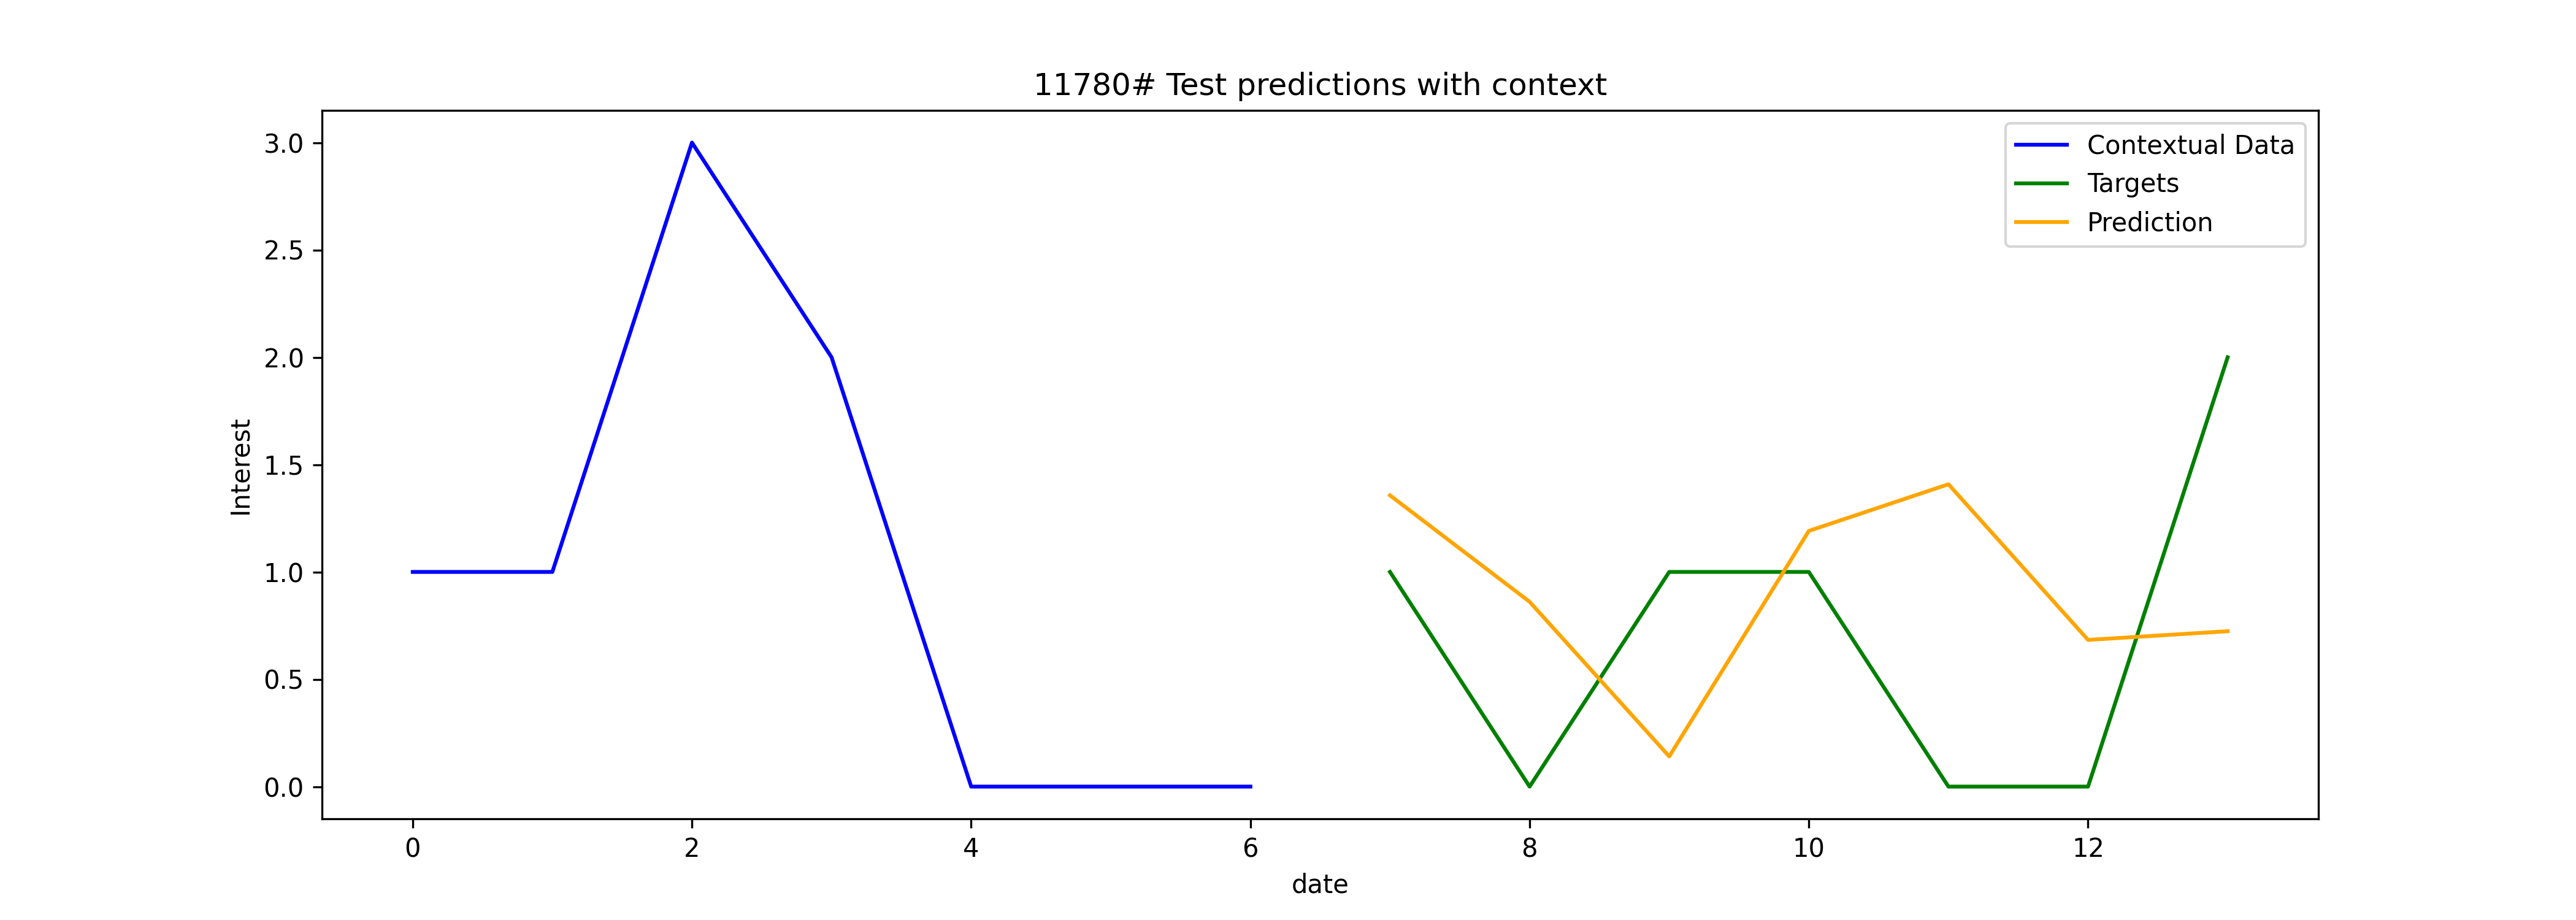 11780# Test predictions with context
Contextual Data
Targets
Prediction
Interest
3.0
2.5
2.0
1.5
1.0
0.5
0.0
0 2 4 6 8 10 12
date